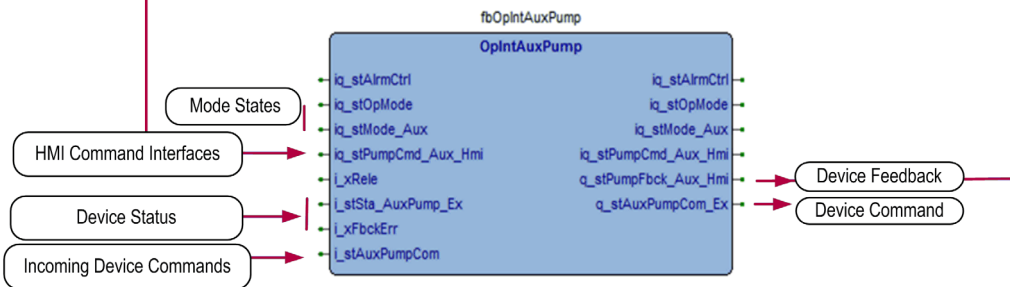 fbOpIntAuxPump
OpIntAuxPump
iq_stAlrmCtrl iq_stAlrmCtrl
Mode States iq_stOpMode iq_stOpMode
iq_stMode_Aux iq_stMode_Aux
HMI Command Interfaces iq_stPumpCmd_Aux_Hmi iq_stPumpCmd_Aux_Hmi
i_xRele q_stPumpFbck_Aux_Hmi Device Feedback
Device Status i_stSta_AuxPump_Ex q_stAuxPumpCom_Ex Device Command
i_xFbckErr
Incoming Device Commands i_stAuxPumpCom